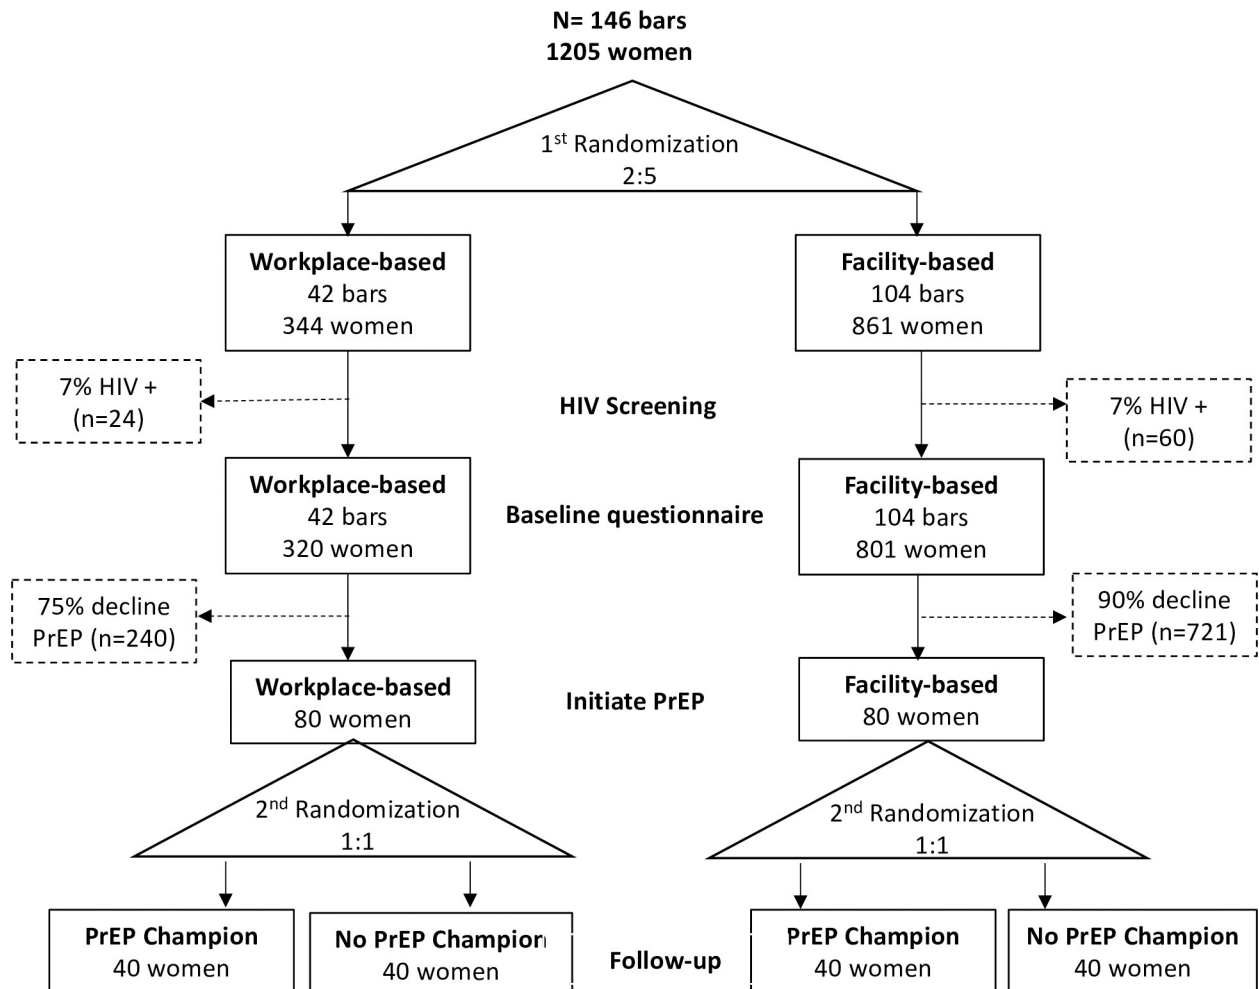 N= 146 bars
1205 women
1st Randomization
2:5
Workplace-based
42 bars
344 women
Facility-based
104 bars
861 women
7% HIV +
(n=24)
HIV Screening
7% HIV +
(n=60)
Workplace-based
42 bars
320 women
Baseline questionnaire
Facility-based
104 bars
801 women
75% decline
PrEP (n=240)
90% decline
PrEP (n=721)
Workplace-based
80 women
Initiate PrEP
Facility-based
80 women
2nd Randomization
1:1
2nd Randomization
1:1
PrEP Champion
40 women
No PrEP Champion
40 women
Follow-up
PrEP Champion
40 women
No PrEP Champion
40 women